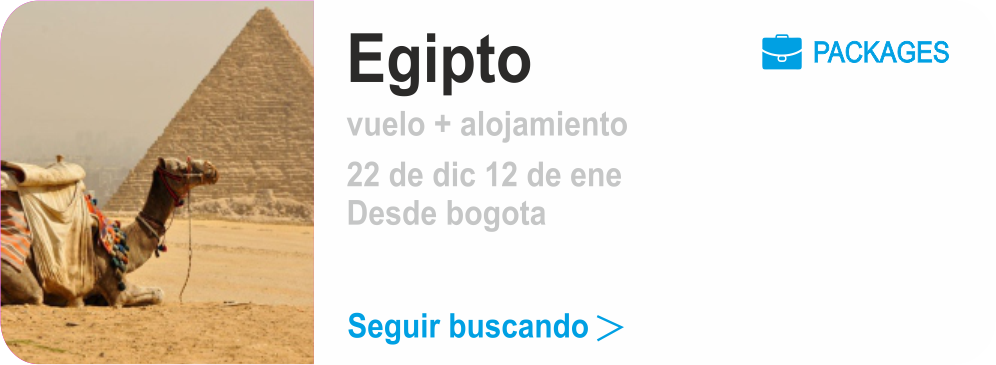 Egipto
PACKAGES
vuelo + alojamiento
22 de dic 12 de ene
Desde bogota
Seguir buscando >